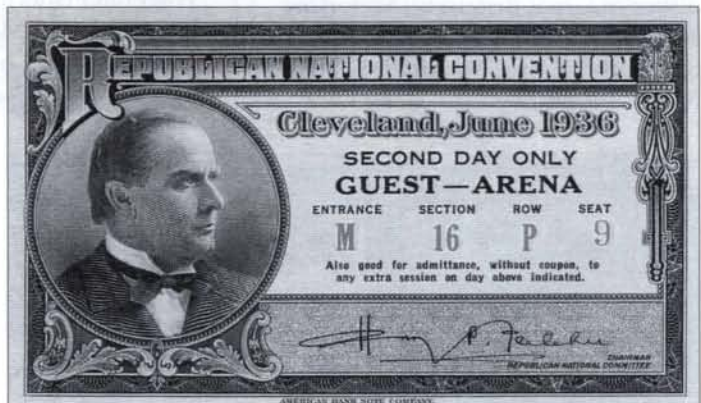 REPUBLICAN NATIONAL CONVENTION
Cleveland, June 1936
SECOND DAY ONLY
GUEST—ARENA
ENTRANCE SECTION ROW SEAT
M 16 P 9
Also good for admittance, without coupon, to
any extra session on day above indicated.
CHAIRMAN
REPUBLICAN NATIONAL COMMITTEE
AMERICAN BANK NOTE COMPANY